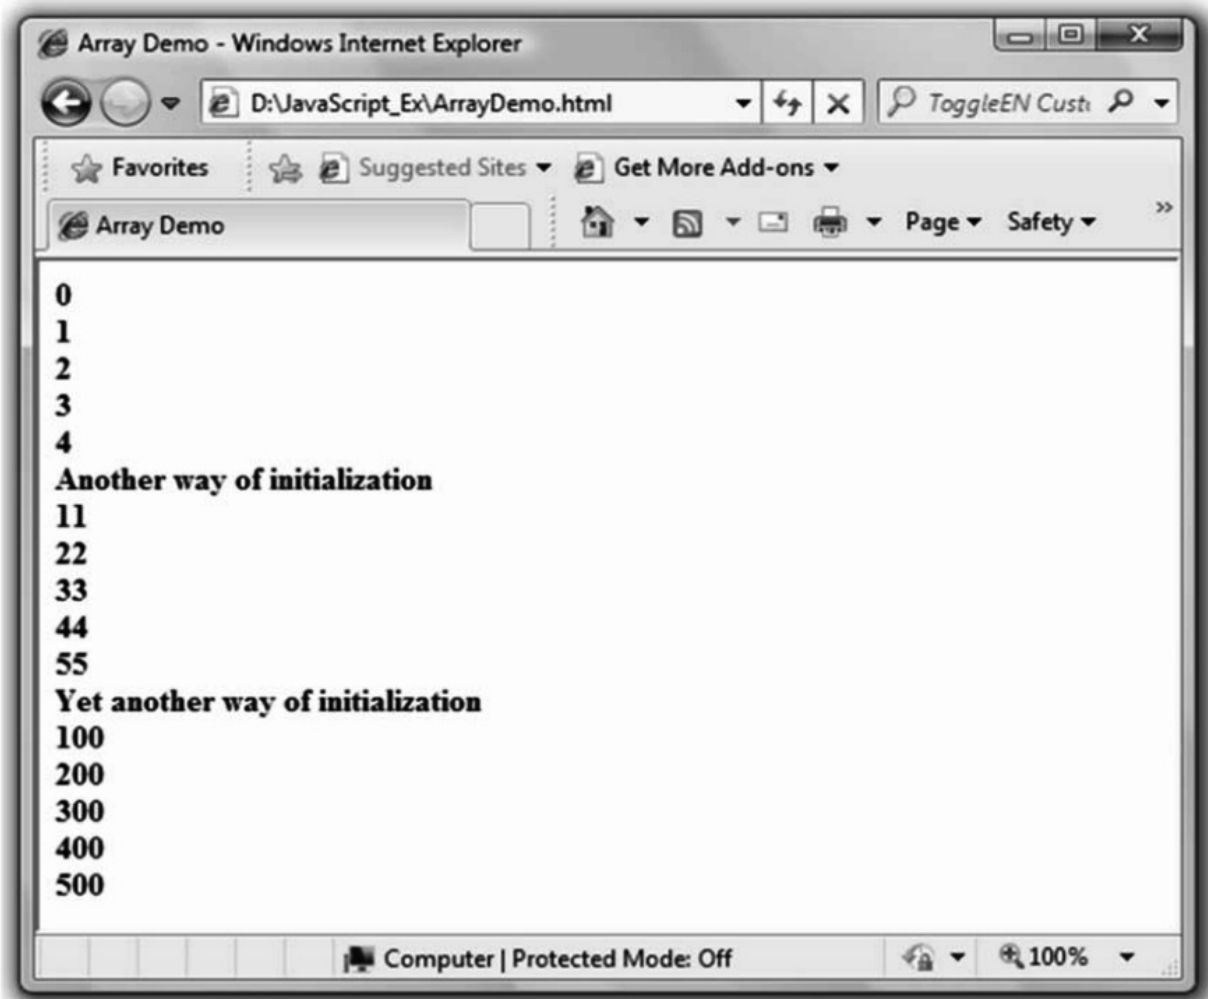 Array Demo - Windows Internet Explorer
D:\JavaScript_Ex\ArrayDemo.html
ToggleEN Custo
Favorites Suggested Sites Get More Add-ons
Array Demo
Page Safety »
0
1
2
3
4
Another way of initialization
11
22
33
44
55
Yet another way of initialization
100
200
300
400
500
Computer | Protected Mode: Off
100%